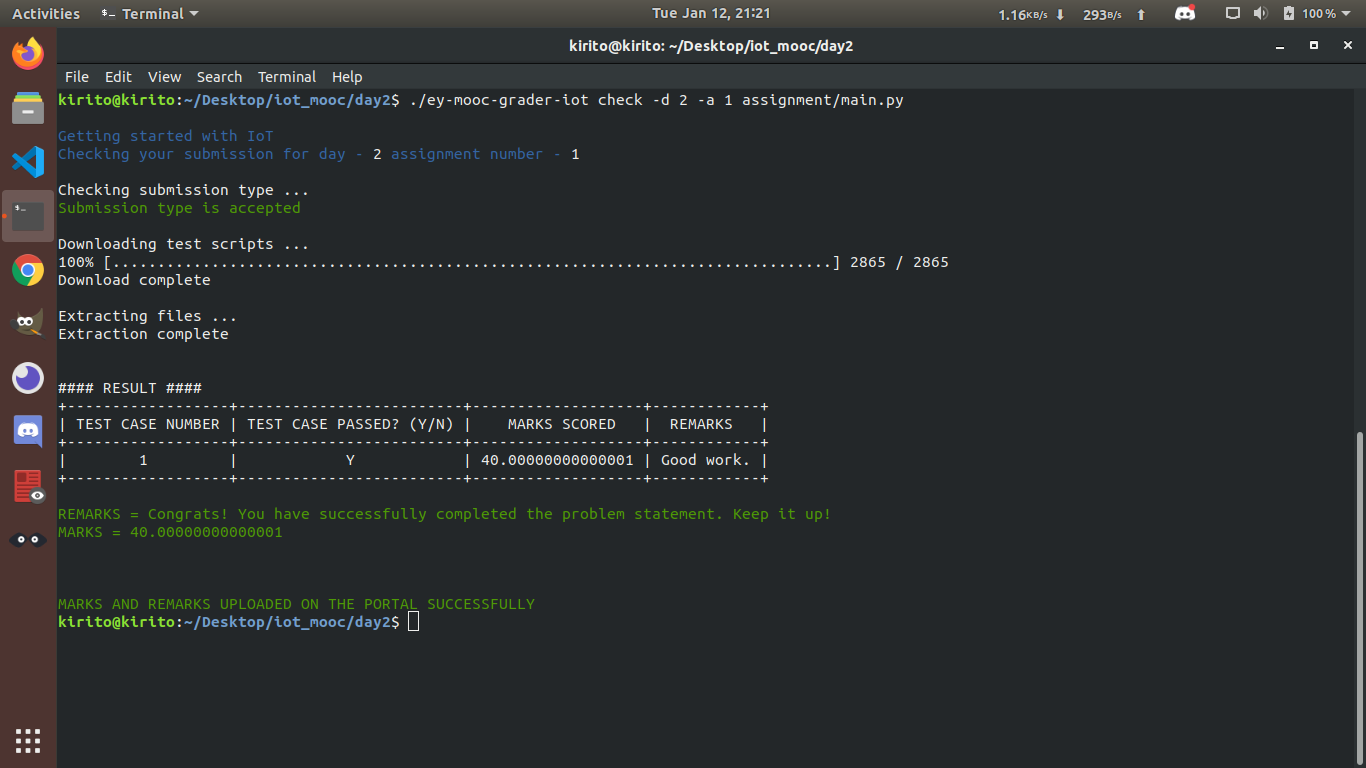 Activities Terminal Tue Jan 12, 21:21 1.16KB/s 293B/s 100%
kirito@kirito: ~/Desktop/iot_mooc/day2
File Edit View Search Terminal Help
kirito@kirito:~/Desktop/iot_mooc/day2$ ./ey-mooc-grader-iot check -d 2 -a 1 assignment/main.py
Getting started with IoT
Checking your submission for day - 2 assignment number - 1
Checking submission type ...
Submission type is accepted
Downloading test scripts ...
100% [................................................................................] 2865 / 2865
Download complete
Extracting files ...
Extraction complete
#### RESULT ####
+------------------+-------------------------+-------------------+------------+
| TEST CASE NUMBER | TEST CASE PASSED? (Y/N) |    MARKS SCORED   |  REMARKS   |
+------------------+-------------------------+-------------------+------------+
|        1         |            Y            | 40.00000000000001 | Good work. |
+------------------+-------------------------+-------------------+------------+
REMARKS = Congrats! You have successfully completed the problem statement. Keep it up!
MARKS = 40.00000000000001
MARKS AND REMARKS UPLOADED ON THE PORTAL SUCCESSFULLY
kirito@kirito:~/Desktop/iot_mooc/day2$